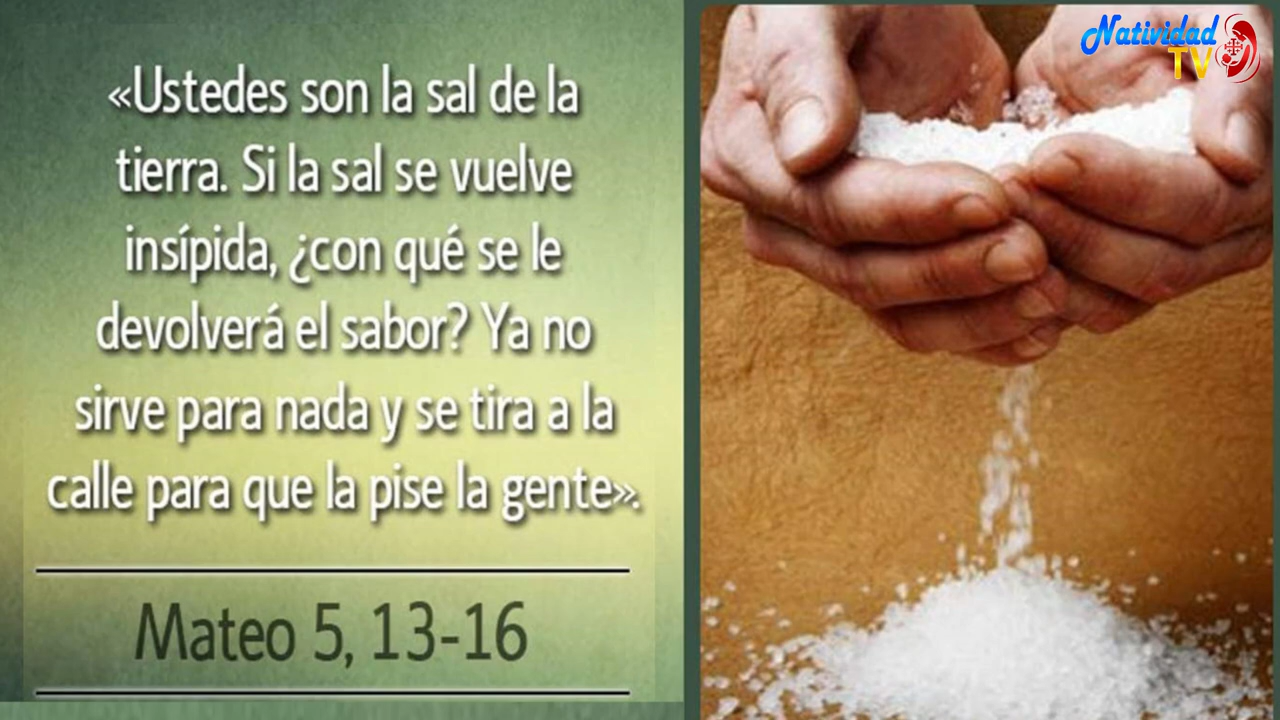 «Ustedes son la sal de la
tierra. Si la sal se vuelve
insípida, ¿con qué se le
devolverá el sabor? Ya no
sirve para nada y se tira a la
calle para que la pise la gente».
Mateo 5, 13-16
Natividad
TV